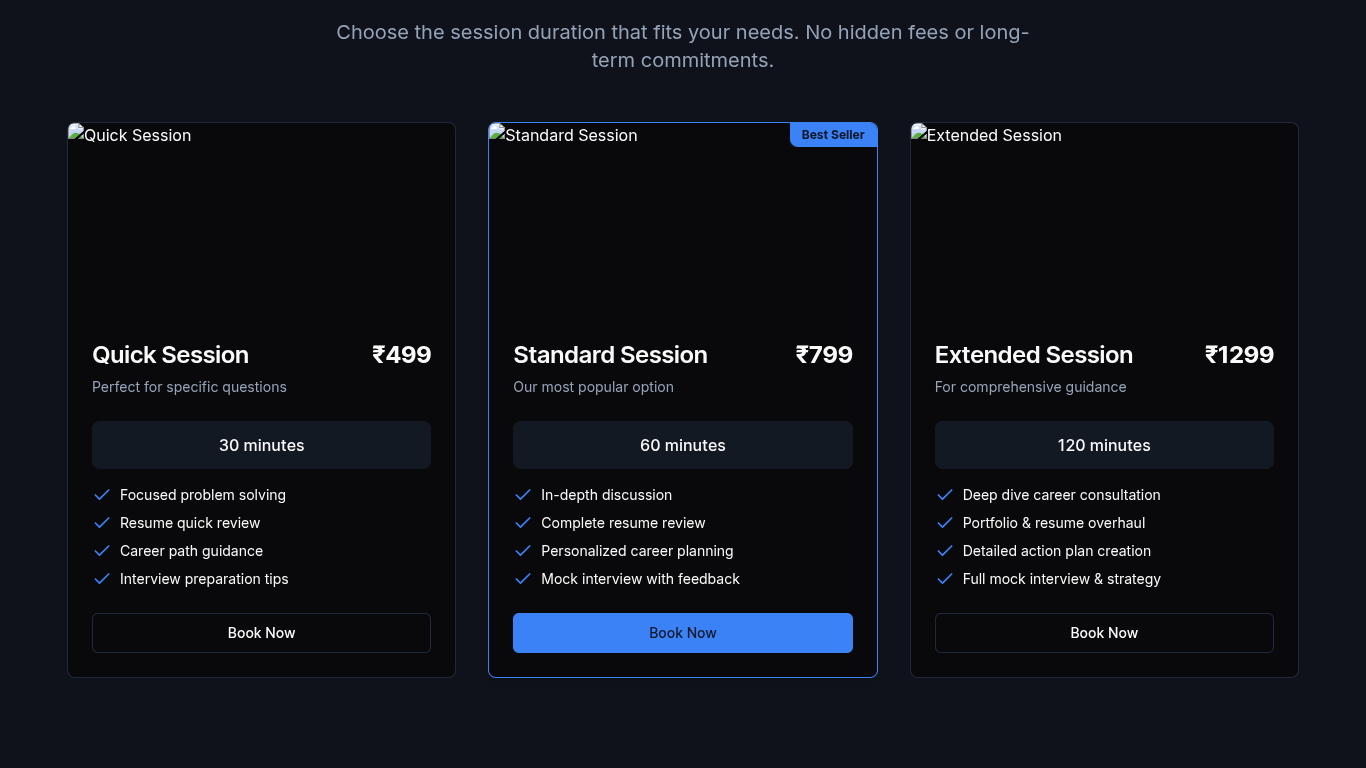 Choose the session duration that fits your needs. No hidden fees or long-
term commitments.
Quick Session
Quick Session ₹499
Perfect for specific questions
30 minutes
Focused problem solving
Resume quick review
Career path guidance
Interview preparation tips
Book Now
Standard Session
Best Seller
Standard Session ₹799
Our most popular option
60 minutes
In-depth discussion
Complete resume review
Personalized career planning
Mock interview with feedback
Book Now
Extended Session
Extended Session ₹1299
For comprehensive guidance
120 minutes
Deep dive career consultation
Portfolio & resume overhaul
Detailed action plan creation
Full mock interview & strategy
Book Now